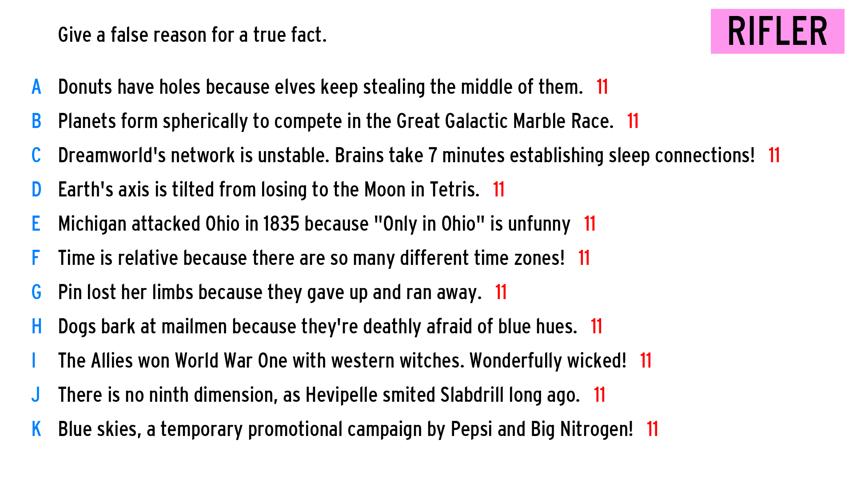 Give a false reason for a true fact.
RIFLER
A Donuts have holes because elves keep stealing the middle of them. 11
B Planets form spherically to compete in the Great Galactic Marble Race. 11
C Dreamworld's network is unstable. Brains take 7 minutes establishing sleep connections! 11
D Earth's axis is tilted from losing to the Moon in Tetris. 11
E Michigan attacked Ohio in 1835 because "Only in Ohio" is unfunny 11
F Time is relative because there are so many different time zones! 11
G Pin lost her limbs because they gave up and ran away. 11
H Dogs bark at mailmen because they're deathly afraid of blue hues. 11
I The Allies won World War One with western witches. Wonderfully wicked! 11
J There is no ninth dimension, as Hevipelle smited Slabdrill long ago. 11
K Blue skies, a temporary promotional campaign by Pepsi and Big Nitrogen! 11